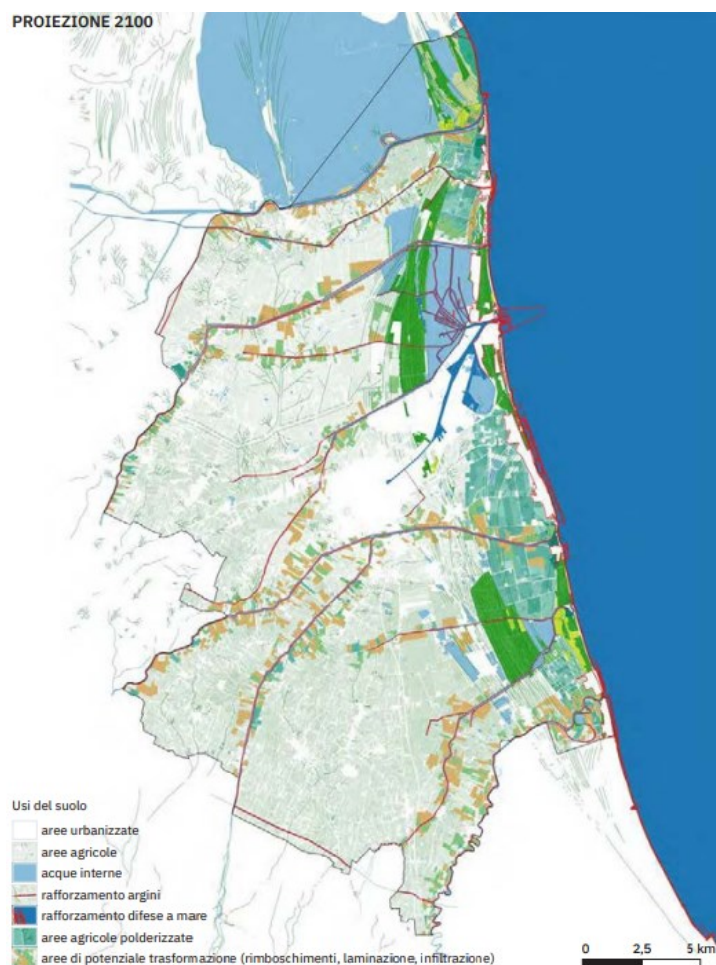 PROIEZIONE 2100
Usi del suolo
aree urbanizzate
aree agricole
acque interne
rafforzamento argini
rafforzamento difese a mare
aree agricole polderizzate
aree di potenziale trasformazione (rimboschimenti, laminazione, infiltrazione)
0 2,5 5 km